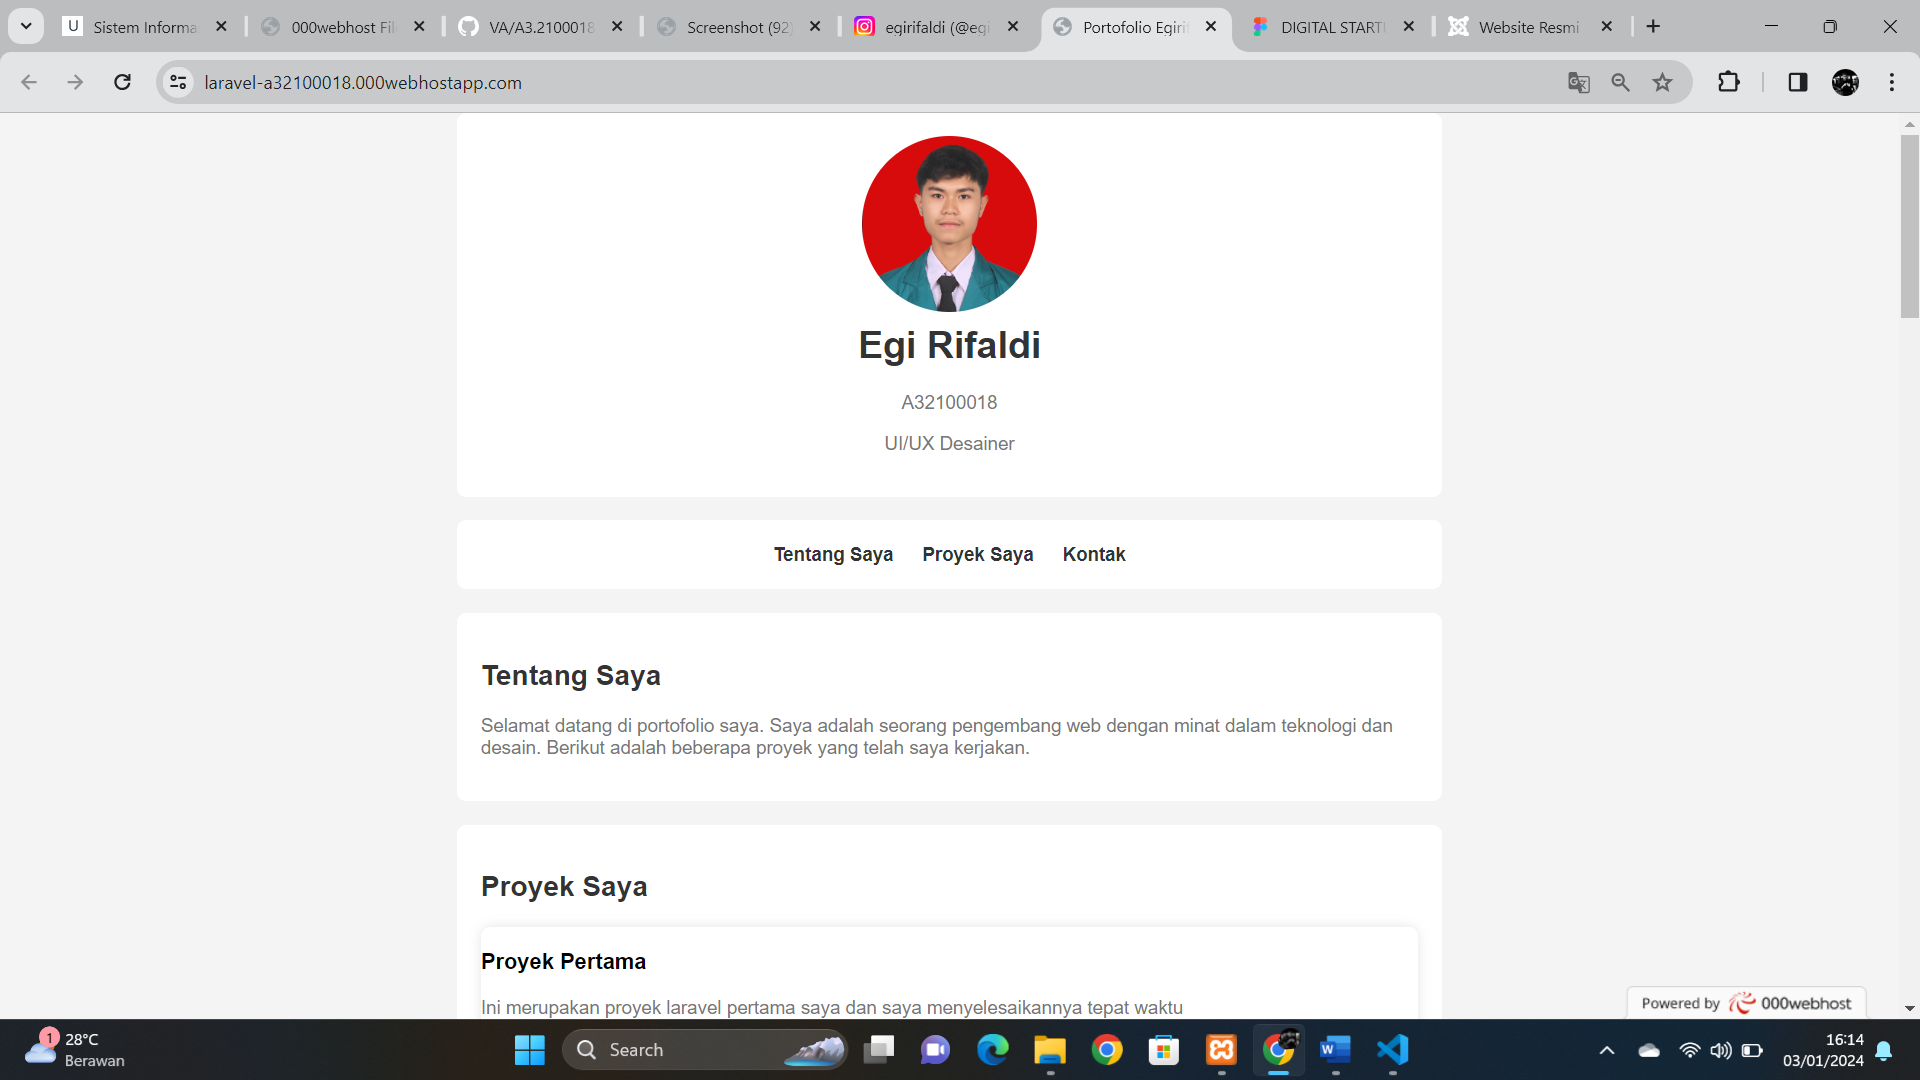 U Sistem Informa
000webhost Fil
VA/A3.2100018
Screenshot (92)
egirifaldi (@egi
Portofolio Egirif
DIGITAL START
Website Resmi
laravel-a32100018.000webhostapp.com
Egi Rifaldi
A32100018
UI/UX Desainer
Tentang Saya Proyek Saya Kontak
Tentang Saya
Selamat datang di portofolio saya. Saya adalah seorang pengembang web dengan minat dalam teknologi dan
desain. Berikut adalah beberapa proyek yang telah saya kerjakan.
Proyek Saya
Proyek Pertama
Ini merupakan proyek laravel pertama saya dan saya menyelesaikannya tepat waktu
Powered by 000webhost
1
28°C
Berawan
Search
16:14
03/01/2024